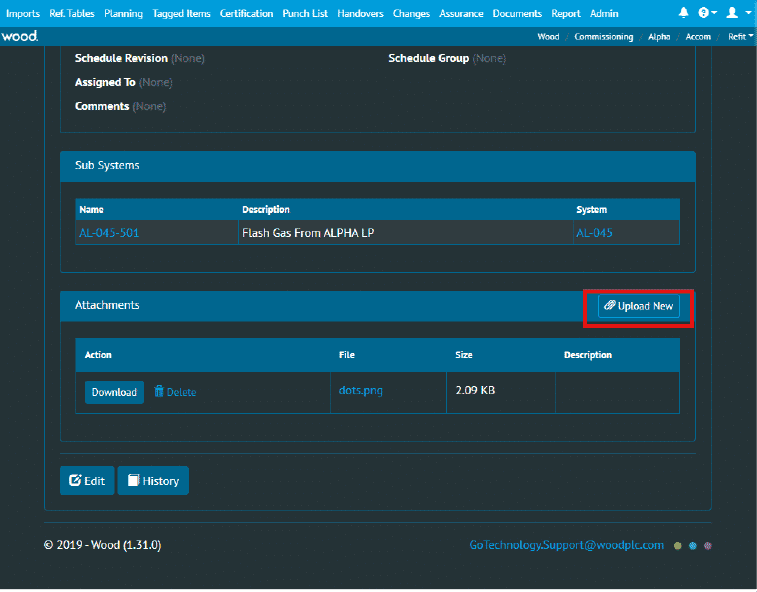 Imports Ref. Tables Planning Tagged Items Certification Punch List Handovers Changes Assurance Documents Report Admin
wood. Wood / Commissioning / Alpha / Accom / Refit
Schedule Revision (None) Schedule Group (None)
Assigned To (None)
Comments (None)
Sub Systems
Name Description System
AL-045-501 Flash Gas From ALPHA LP AL-045
Attachments Upload New
Action File Size Description
Download Delete dots.png 2.09 KB
Edit History
© 2019 - Wood (1.31.0) GoTechnology.Support@woodplc.com